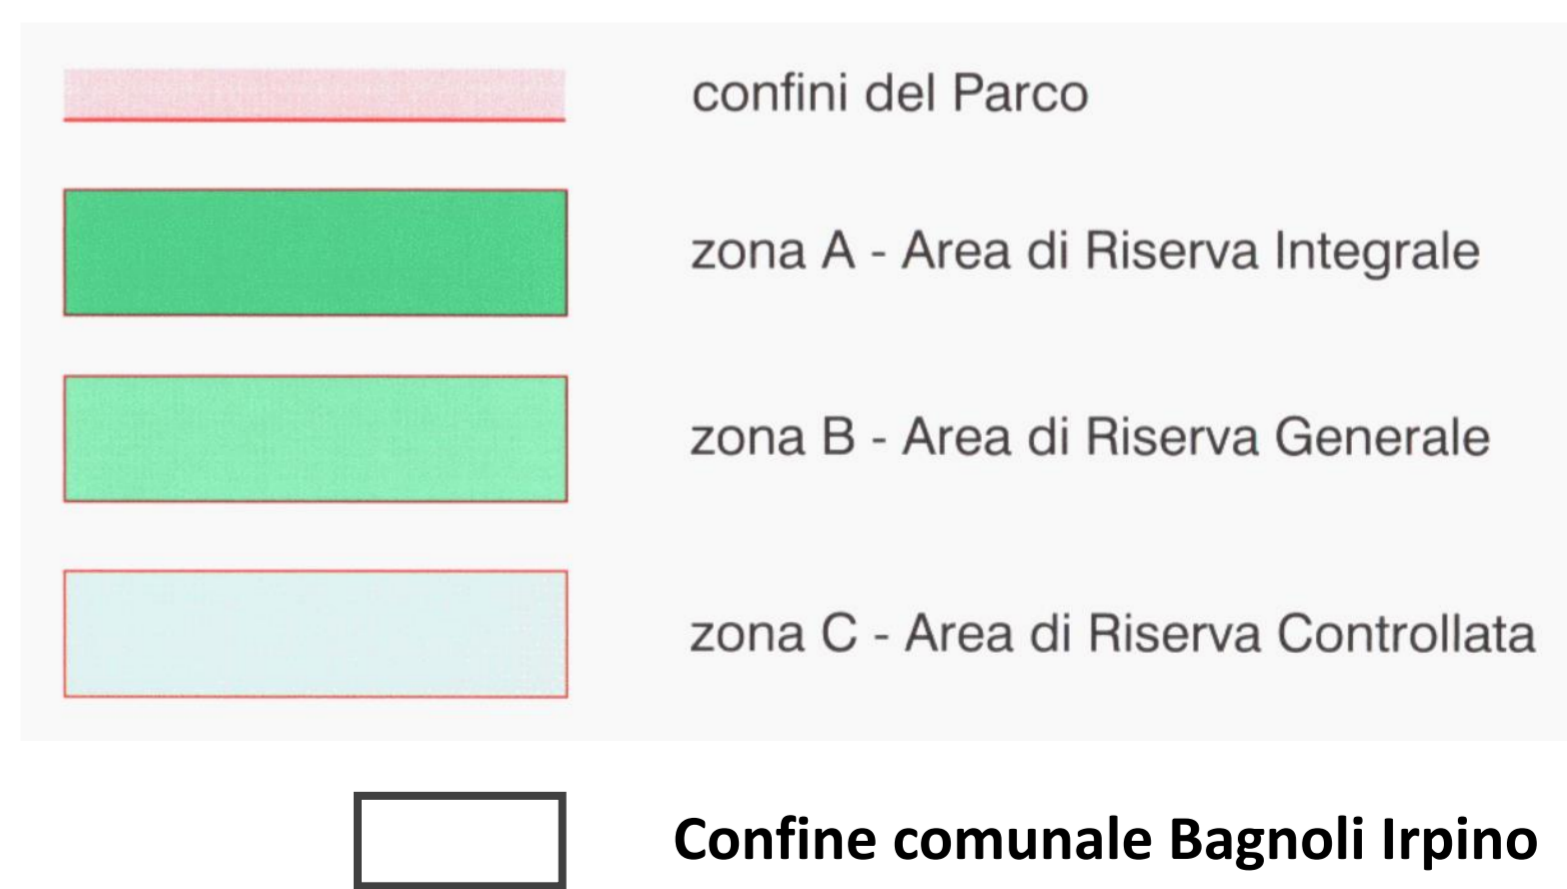 confini del Parco
zona A - Area di Riserva Integrale
zona B - Area di Riserva Generale
zona C - Area di Riserva Controllata
Confine comunale Bagnoli Irpino